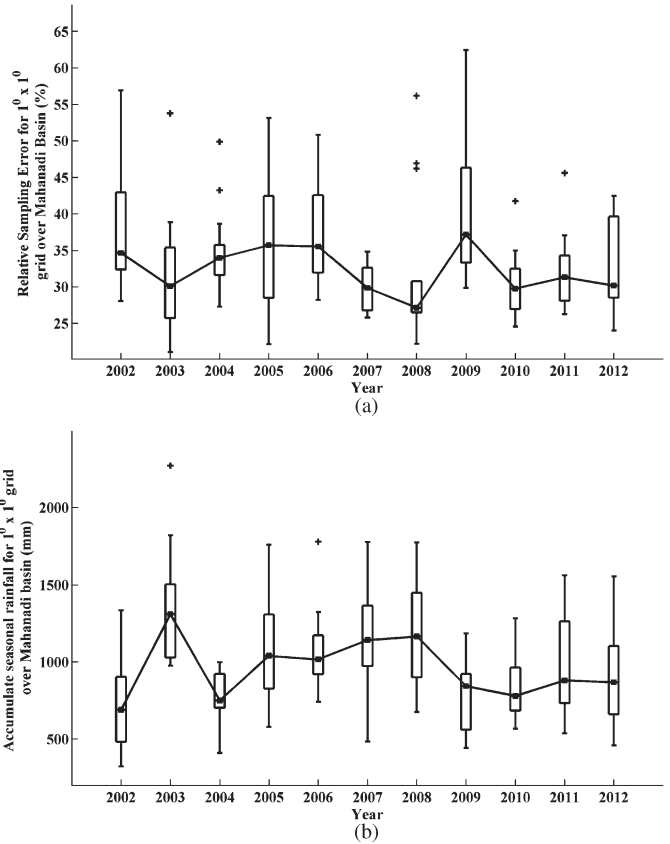 Relative Sampling Error for 1⁰ x 1⁰
grid over Mahanadi Basin (%)
65
60
55
50
45
40
35
30
25
2002 2003 2004 2005 2006 2007 2008 2009 2010 2011 2012
Year
(a)
Accumulate seasonal rainfall for 1⁰ x 1⁰ grid
over Mahanadi basin (mm)
2000
1500
1000
500
2002 2003 2004 2005 2006 2007 2008 2009 2010 2011 2012
Year
(b)